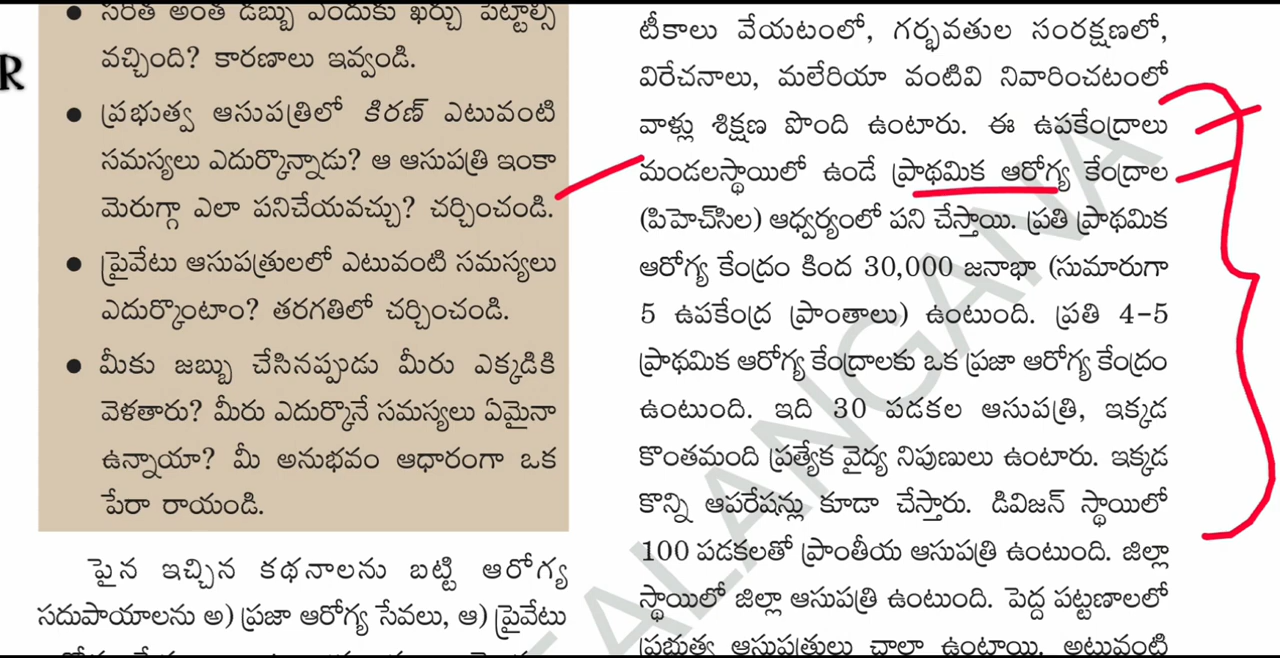 R
సరిత అంత డబ్బు ఎందుకు ఖర్చు పెట్టాల్సి
వచ్చింది? కారణాలు ఇవ్వండి.
● ప్రభుత్వ ఆసుపత్రిలో కిరణ్ ఎటువంటి
సమస్యలు ఎదుర్కొన్నాడు? ఆ ఆసుపత్రి ఇంకా
మెరుగ్గా ఎలా పనిచేయవచ్చు? చర్చించండి.
● ప్రైవేటు ఆసుపత్రులలో ఎటువంటి సమస్యలు
ఎదుర్కొంటాం? తరగతిలో చర్చించండి.
● మీకు జబ్బు చేసినప్పుడు మీరు ఎక్కడికి
వెళతారు? మీరు ఎదుర్కొనే సమస్యలు ఏమైనా
ఉన్నాయా? మీ అనుభవం ఆధారంగా ఒక
పేరా రాయండి.
పైన ఇచ్చిన కథనాలను బట్టి ఆరోగ్య
సదుపాయాలను అ) ప్రజా ఆరోగ్య సేవలు, ఆ) ప్రైవేటు
టీకాలు వేయటంలో, గర్భవతుల సంరక్షణలో,
విరేచనాలు, మలేరియా వంటివి నివారించటంలో
వాళ్లు శిక్షణ పొంది ఉంటారు. ఈ ఉపకేంద్రాలు
మండలస్థాయిలో ఉండే ప్రాథమిక ఆరోగ్య కేంద్రాల
(పిహెచ్‌సిల) ఆధ్వర్యంలో పని చేస్తాయి. ప్రతి ప్రాథమిక
ఆరోగ్య కేంద్రం కింద 30,000 జనాభా (సుమారుగా
5 ఉపకేంద్ర ప్రాంతాలు) ఉంటుంది. ప్రతి 4-5
ప్రాథమిక ఆరోగ్య కేంద్రాలకు ఒక ప్రజా ఆరోగ్య కేంద్రం
ఉంటుంది. ఇది 30 పడకల ఆసుపత్రి, ఇక్కడ
కొంతమంది ప్రత్యేక వైద్య నిపుణులు ఉంటారు. ఇక్కడ
కొన్ని ఆపరేషన్లు కూడా చేస్తారు. డివిజన్ స్థాయిలో
100 పడకలతో ప్రాంతీయ ఆసుపత్రి ఉంటుంది. జిల్లా
స్థాయిలో జిల్లా ఆసుపత్రి ఉంటుంది. పెద్ద పట్టణాలలో
ప్రభుత్వ ఆసుపత్రులు చాలా ఉంటాయి. అటువంటి
TALANGANA